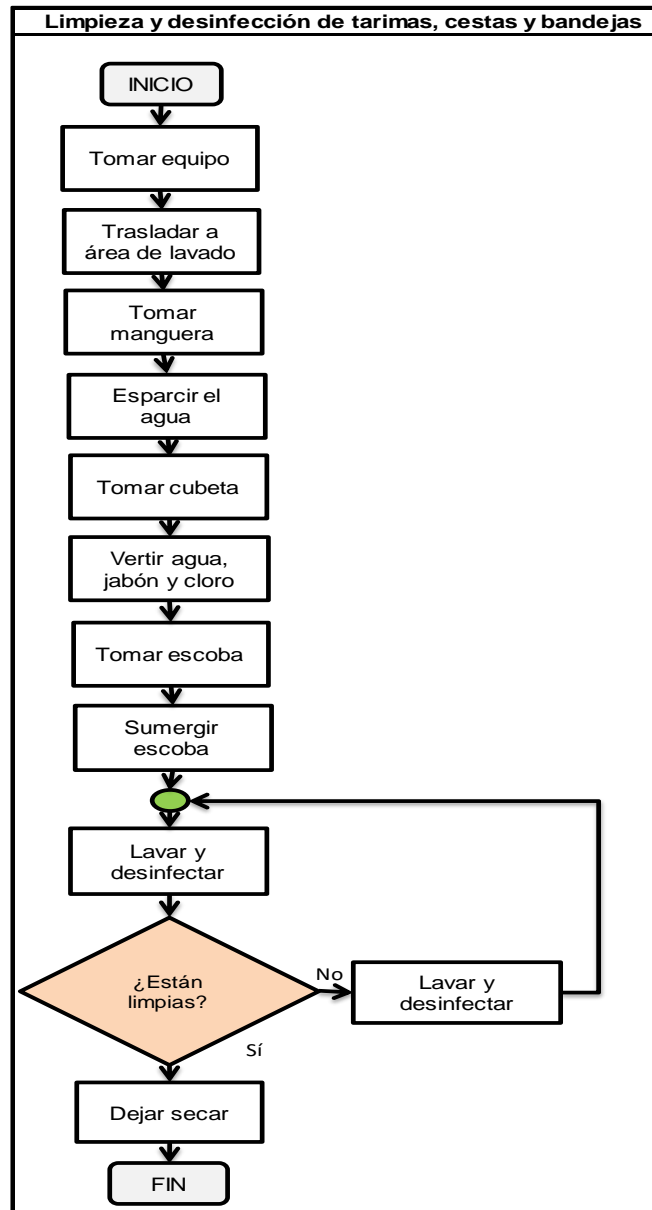 Limpieza y desinfección de tarimas, cestas y bandejas
INICIO
Tomar equipo
Trasladar a
área de lavado
Tomar
manguera
Esparcir el
agua
Tomar cubeta
Vertir agua,
jabón y cloro
Tomar escoba
Sumergir
escoba
Lavar y
desinfectar
¿Están
limpias?
No
Lavar y
desinfectar
Sí
Dejar secar
FIN